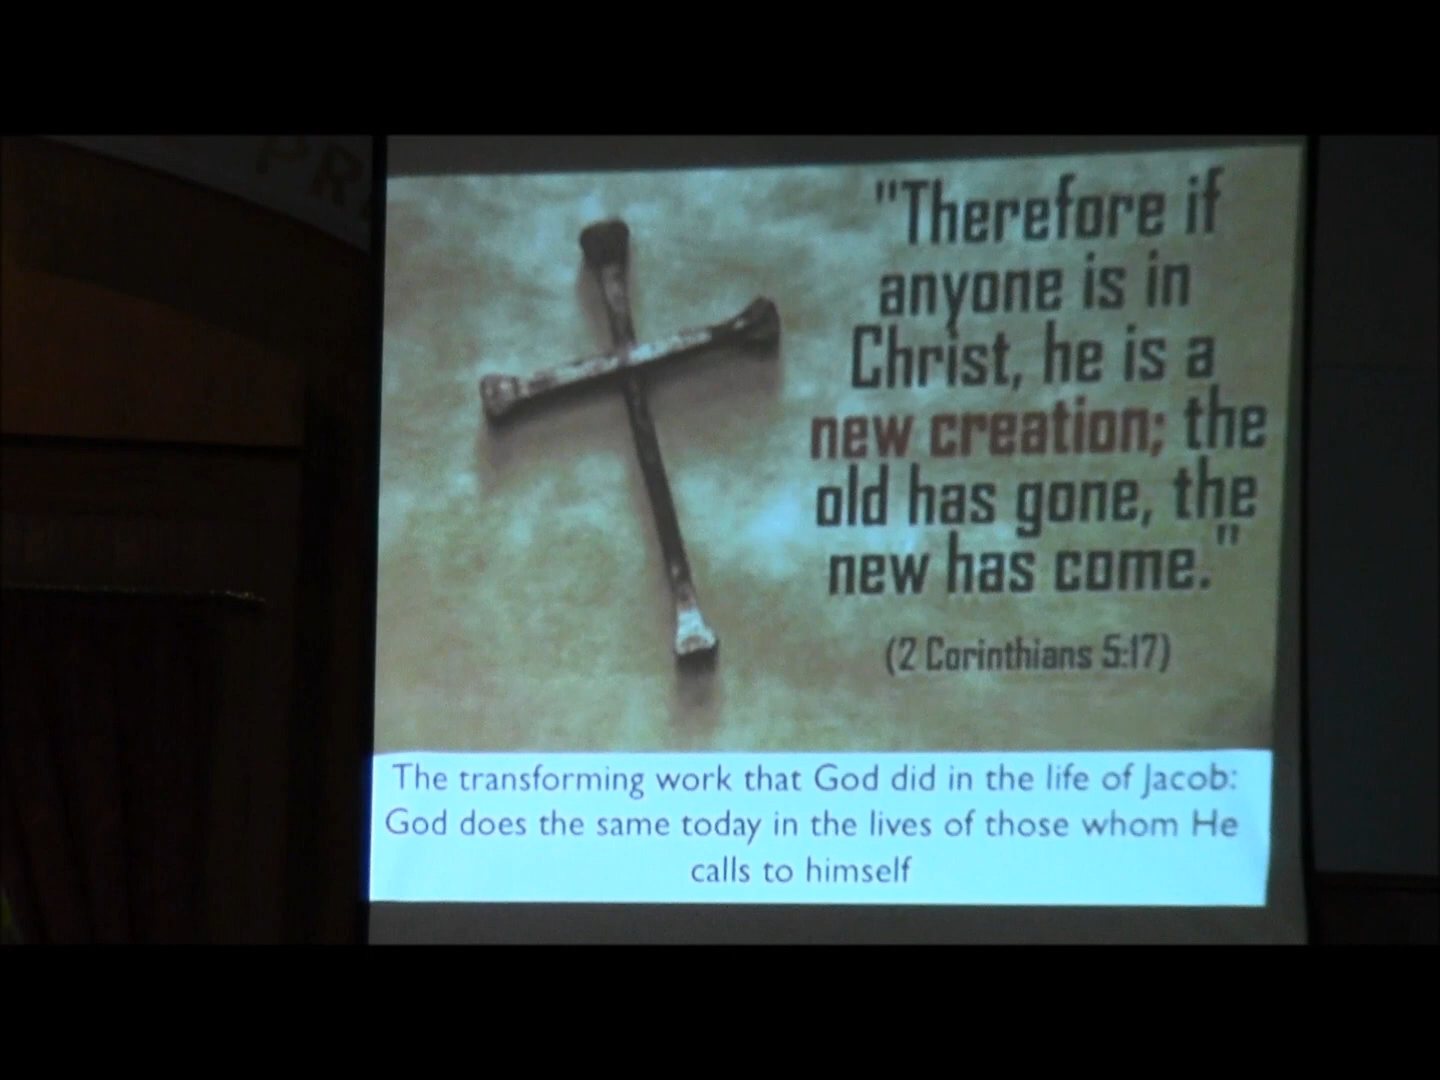 PR
"Therefore if
anyone is in
Christ, he is a
new creation; the
old has gone, the
new has come."
(2 Corinthians 5:17)
The transforming work that God did in the life of Jacob:
God does the same today in the lives of those whom He
calls to himself